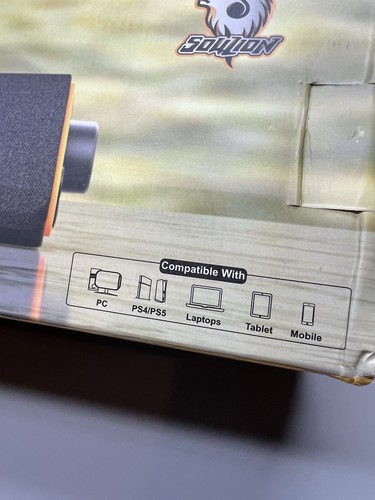 SOULION
Compatible With
PC
PS4/PS5
Laptops
Tablet
Mobile